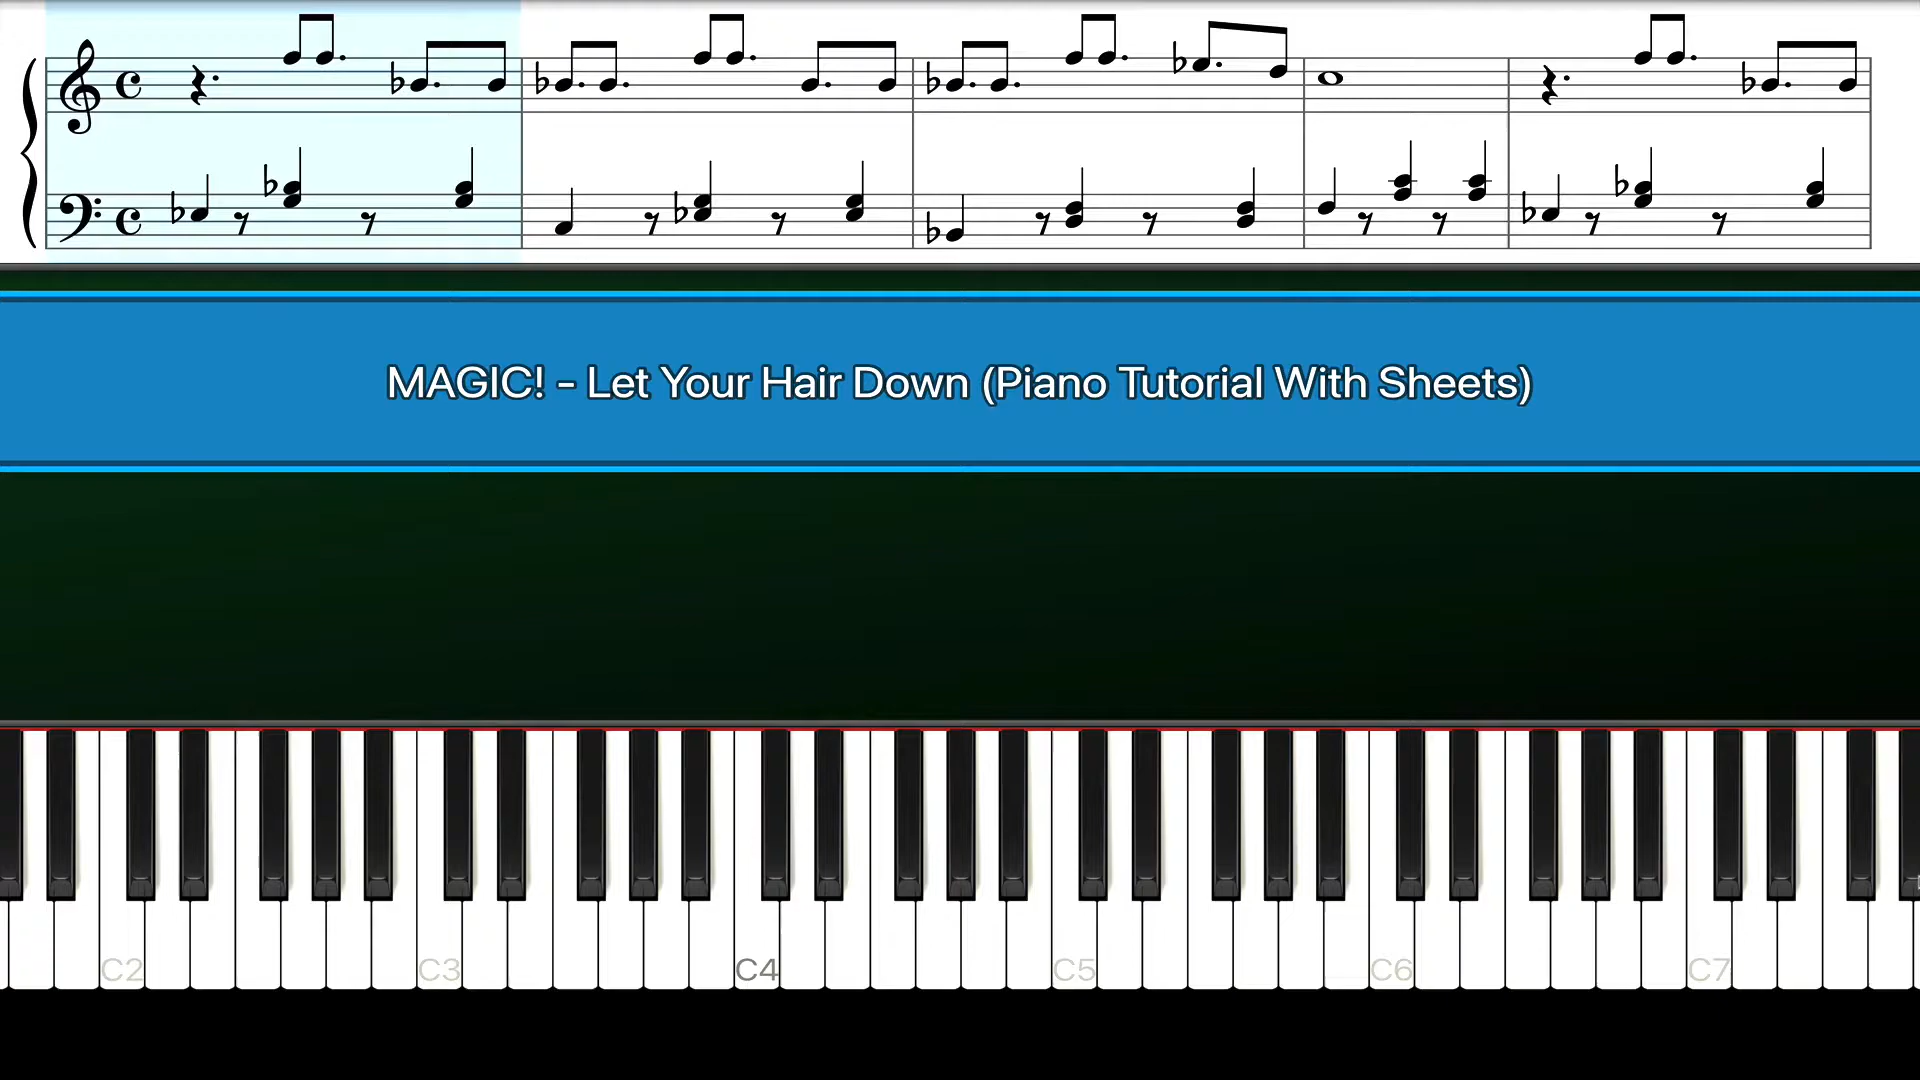 MAGIC! - Let Your Hair Down (Piano Tutorial With Sheets)
C2 C3 C4 C5 C6 C7